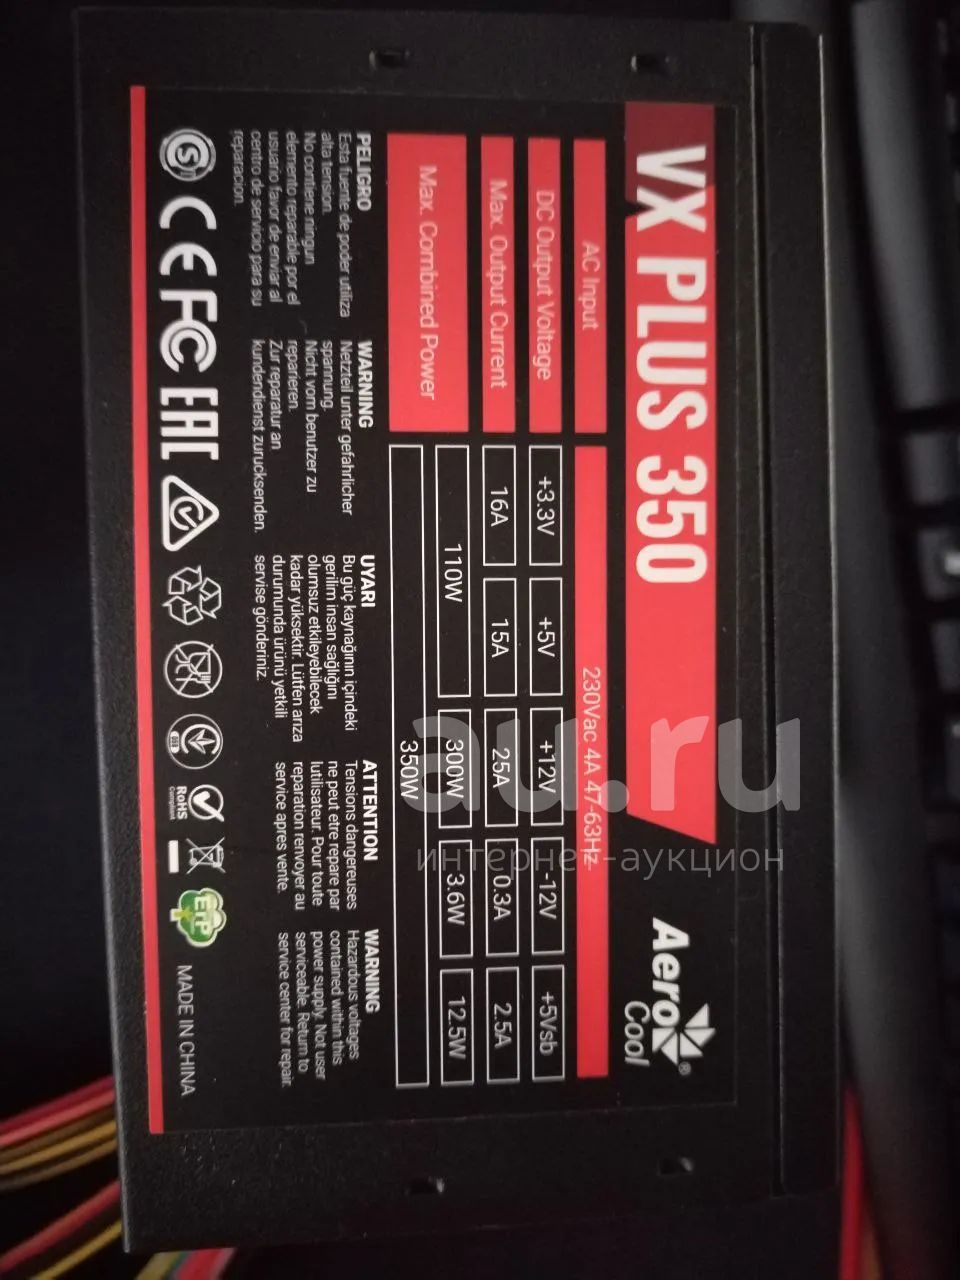 VX PLUS 350
Aero
Cool
®
AC Input
230Vac 4A 47-63Hz
DC Output Voltage
+3.3V
+5V
+12V
-12V
+5Vsb
Max. Output Current
16A
15A
25A
0.3A
2.5A
Max. Combined Power
110W
300W
3.6W
12.5W
350W
PELIGRO
Esta fuente de poder utiliza
alta tension.
No contiene ningun
elemento reparable por el
usuario favor de enviar al
centro de servicio para su
reparacion.
WARNING
Netzteil unter gefahrlicher
spannung.
Nicht vom benutzer zu
reparieren.
Zur reparatur an
kundendienst zurucksenden.
UYARI
Bu güç kaynağının içindeki
gerilim insan sağlığını
olumsuz etkileyebilecek
kadar yüksektir. Lütfen arıza
durumunda ürünü yetkili
servise gönderiniz.
ATTENTION
Tensions dangereuses
ne peut etre repare par
lutilisateur. Pour toute
reparation renvoyer au
service apres vente.
WARNING
Hazardous voltages
contained within this
power supply. Not user
serviceable. Return to
service center for repair.
CE FC EAC
RoHS
Compliant
ETP
MADE IN CHINA
au.ru
интернет-аукцион